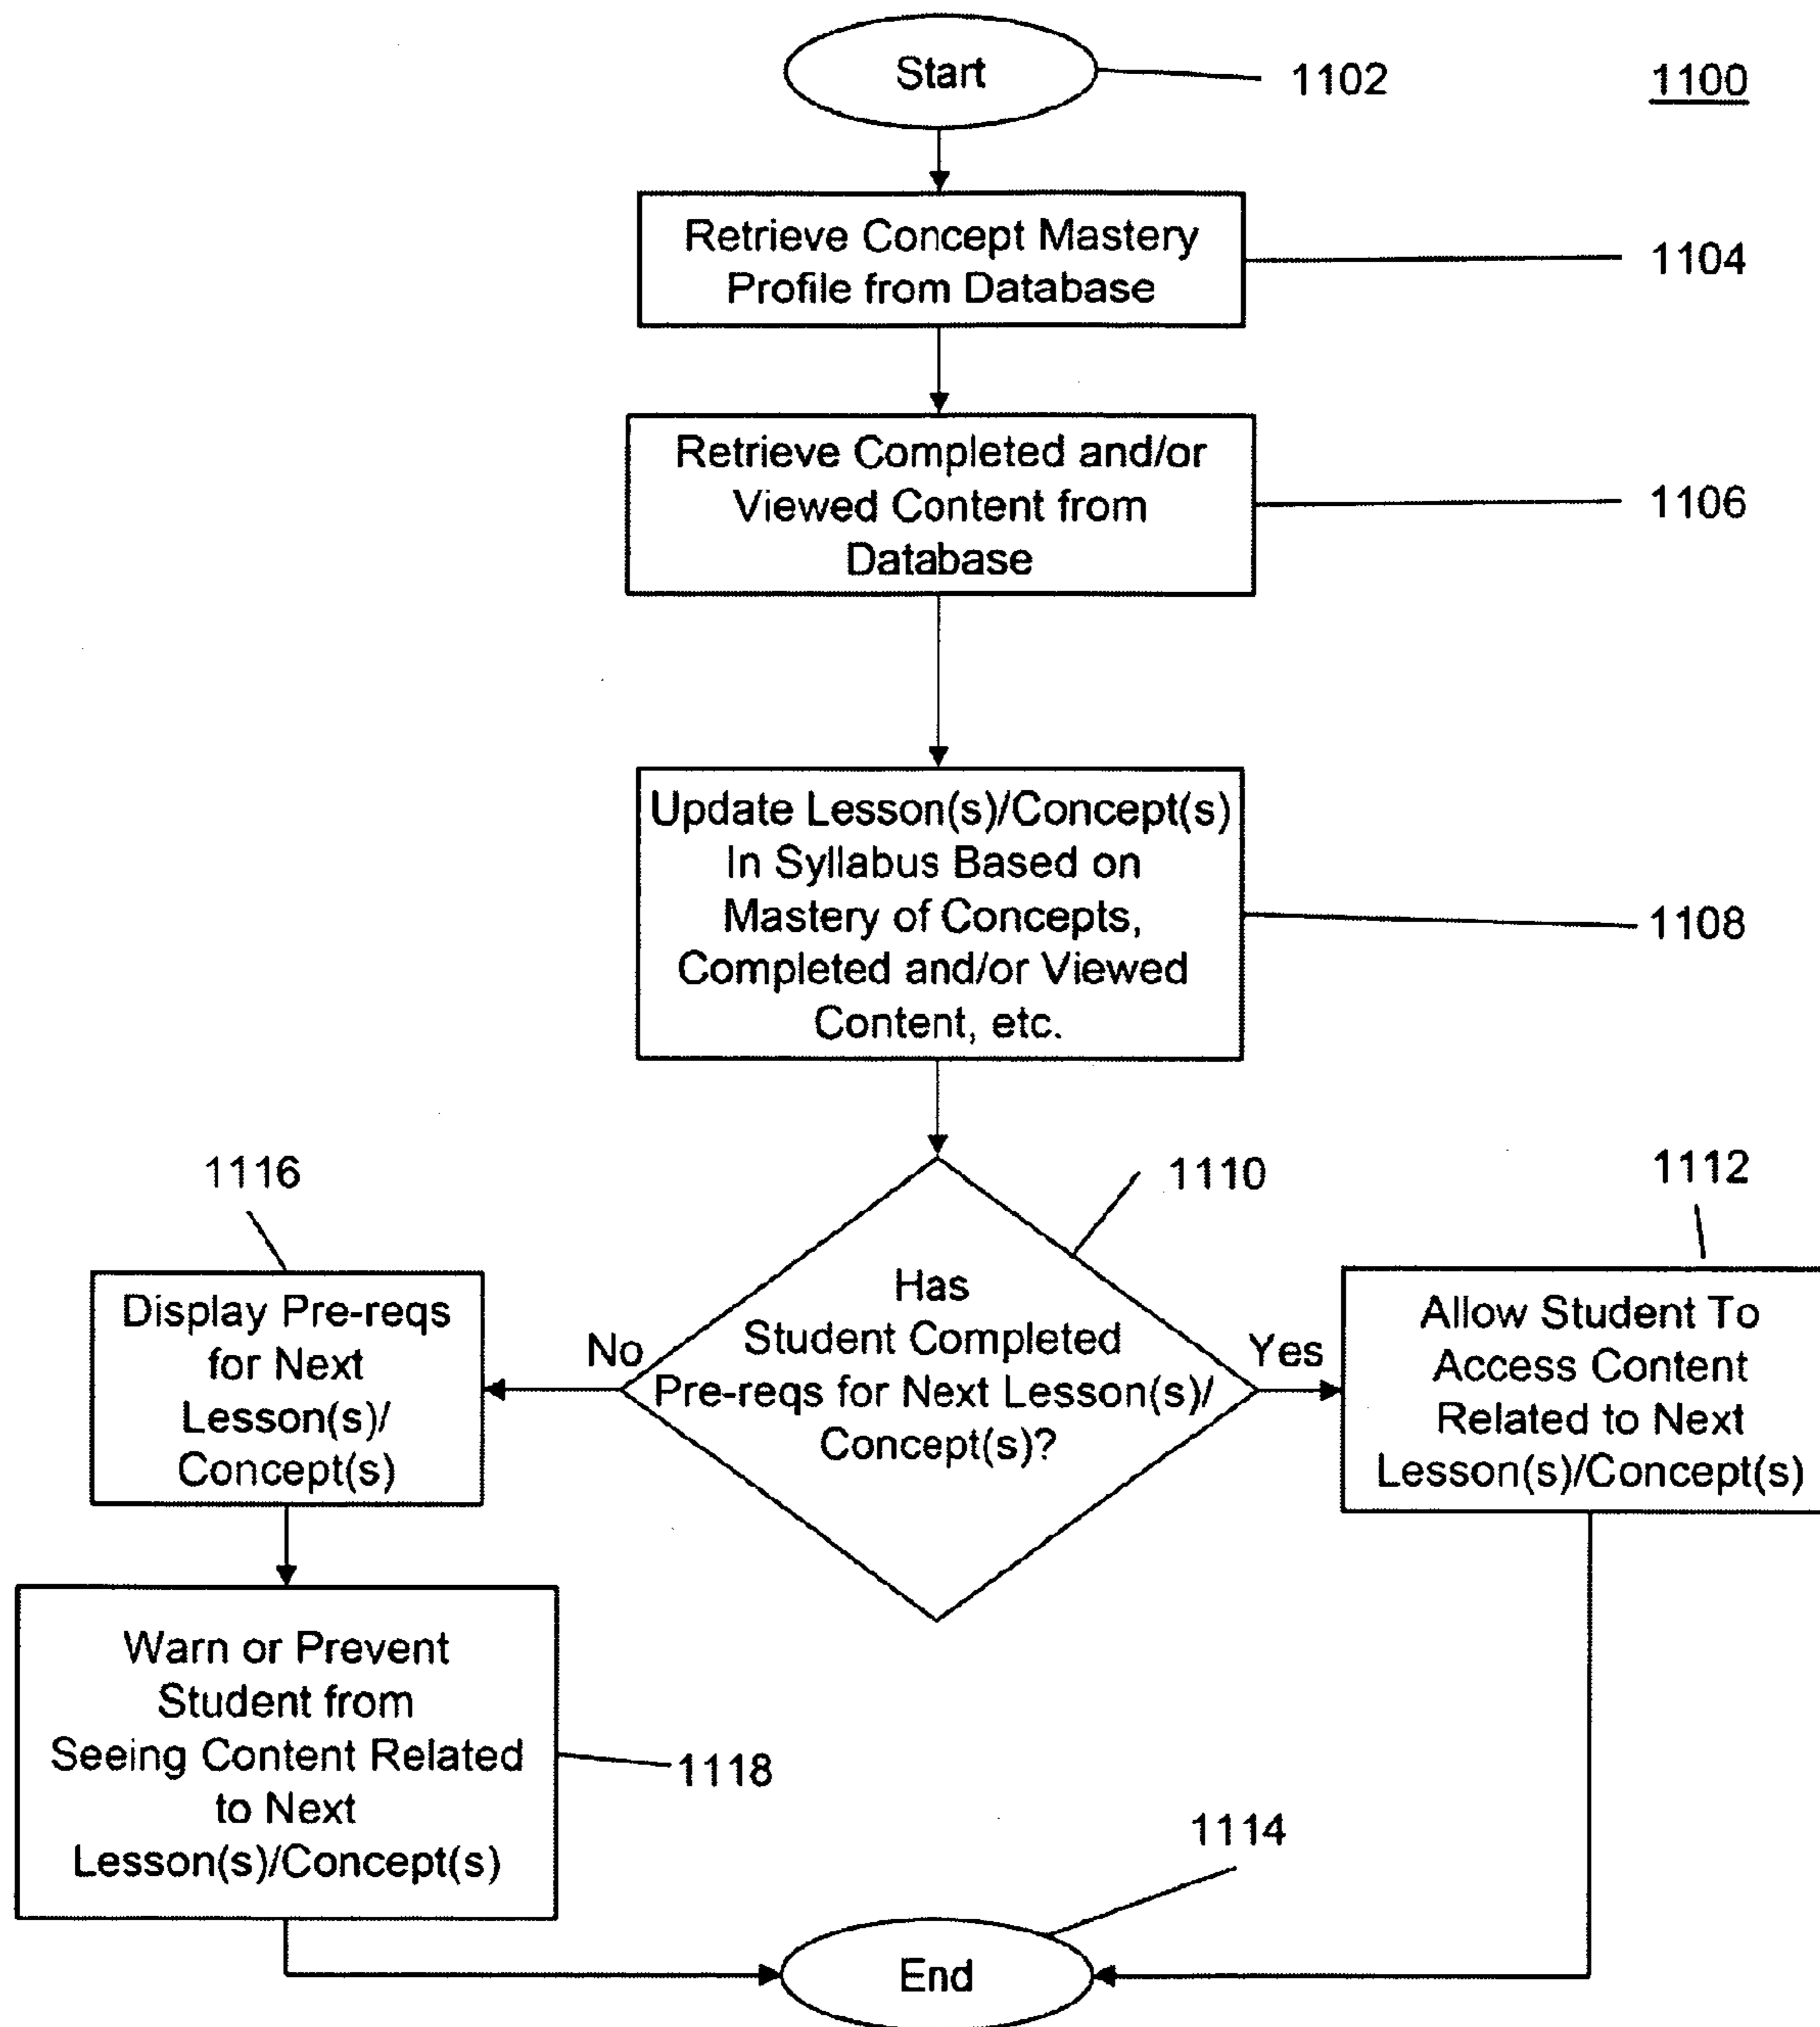 Start
1102
1100
Retrieve Concept Mastery
Profile from Database
1104
Retrieve Completed and/or
Viewed Content from
Database
1106
Update Lesson(s)/Concept(s)
In Syllabus Based on
Mastery of Concepts,
Completed and/or Viewed
Content, etc.
1108
1116
1110
1112
Display Pre-reqs
for Next
Lesson(s)/
Concept(s)
No
Has
Student Completed
Pre-reqs for Next Lesson(s)/
Concept(s)?
Yes
Allow Student To
Access Content
Related to Next
Lesson(s)/Concept(s)
Warn or Prevent
Student from
Seeing Content Related
to Next
Lesson(s)/Concept(s)
1118
1114
End